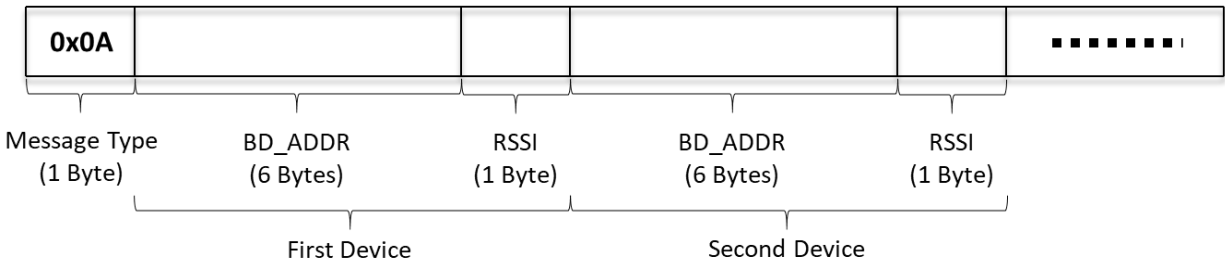 0x0A
Message Type BD_ADDR RSSI BD_ADDR RSSI
(1 Byte) (6 Bytes) (1 Byte) (6 Bytes) (1 Byte)
First Device Second Device